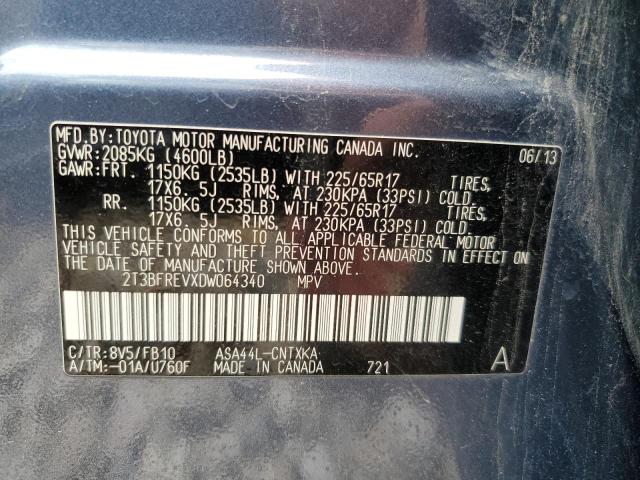 MFD.BY:TOYOTA MOTOR MANUFACTURING CANADA INC. 06/13
GVWR:2085KG (4600LB)
GAWR:FRT. 1150KG (2535LB) WITH 225/65R17 TIRES,
17X6.5J RIMS, AT 230KPA (33PSI) COLD.
RR. 1150KG (2535LB) WITH 225/65R17 TIRES,
17X6.5J RIMS, AT 230KPA (33PSI) COLD.
THIS VEHICLE CONFORMS TO ALL APPLICABLE FEDERAL MOTOR
VEHICLE SAFETY AND THEFT PREVENTION STANDARDS IN EFFECT ON
THE DATE OF MANUFACTURE SHOWN ABOVE.
2T3BFREVXDW064340 MPV
C/TR:8V5/FB10 ASA44L-CNTXKA
A/TM:-01A/U760F MADE IN CANADA 721 A